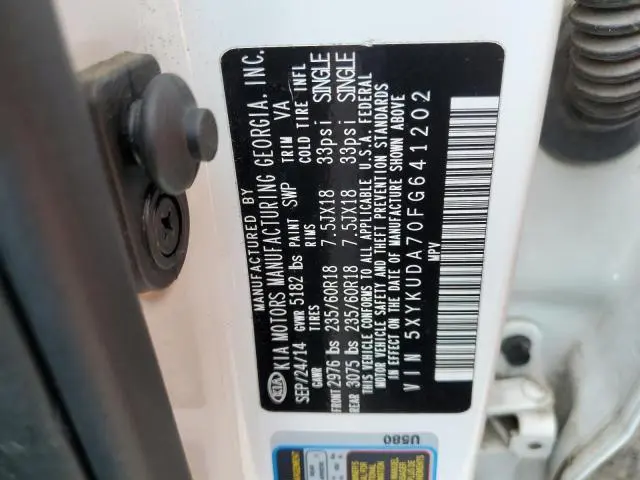 MANUFACTURED BY
KIA KIA MOTORS MANUFACTURING GEORGIA, INC.
SEP/24/14 GVWR 5182 lbs PAINT SWP TRIM VA
GAWR TIRES RIMS COLD TIRE INFL
FRONT 2976 lbs 235/60R18 7.5JX18 33psi SINGLE
REAR 3075 lbs 235/60R18 7.5JX18 33psi SINGLE
THIS VEHICLE CONFORMS TO ALL APPLICABLE U.S.A. FEDERAL
MOTOR VEHICLE SAFETY AND THEFT PREVENTION STANDARDS
IN EFFECT ON THE DATE OF MANUFACTURE SHOWN ABOVE
VIN 5XYKUDA70FG641202
MPV
U580